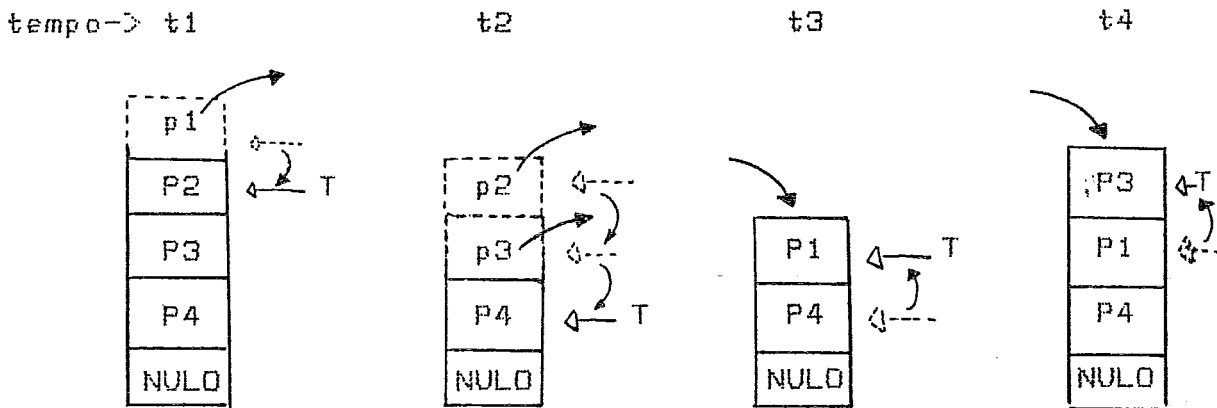 tempo-> t1 t2 t3 t4
p1
P2 T
P3
P4
NULO
p2
p3
P4 T
NULO
P1 T
P4
NULO
P3 T
P1
P4
NULO